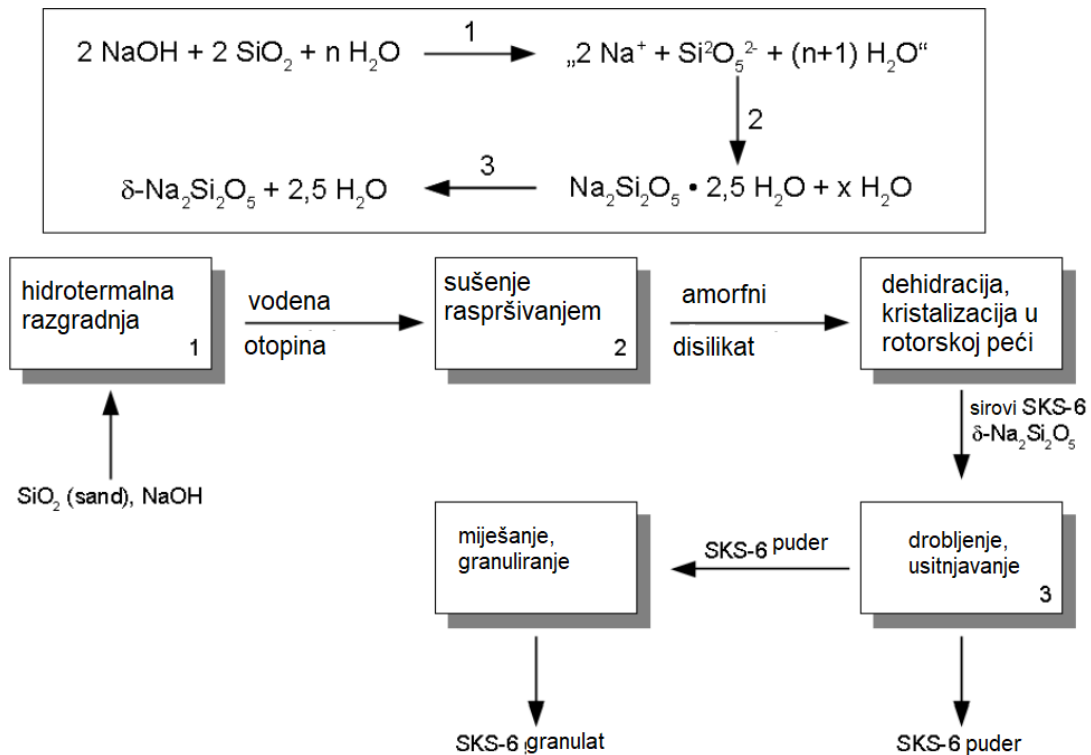 2 NaOH + 2 SiO₂ + n H₂O 1 „2 Na⁺ + Si²O₅²⁻ + (n+1) H₂O“
2
δ-Na₂Si₂O₅ + 2,5 H₂O 3 Na₂Si₂O₅ • 2,5 H₂O + x H₂O
hidrotermalna
razgradnja
1
vodena
otopina
sušenje
raspršivanjem
2
amorfni
disilikat
dehidracija,
kristalizacija u
rotorskoj peći
sirovi SKS-6
δ-Na₂Si₂O₅
SiO₂ (sand), NaOH
miješanje,
granuliranje
SKS-6 puder
drobljenje,
usitnjavanje
3
SKS-6 granulat
SKS-6 puder